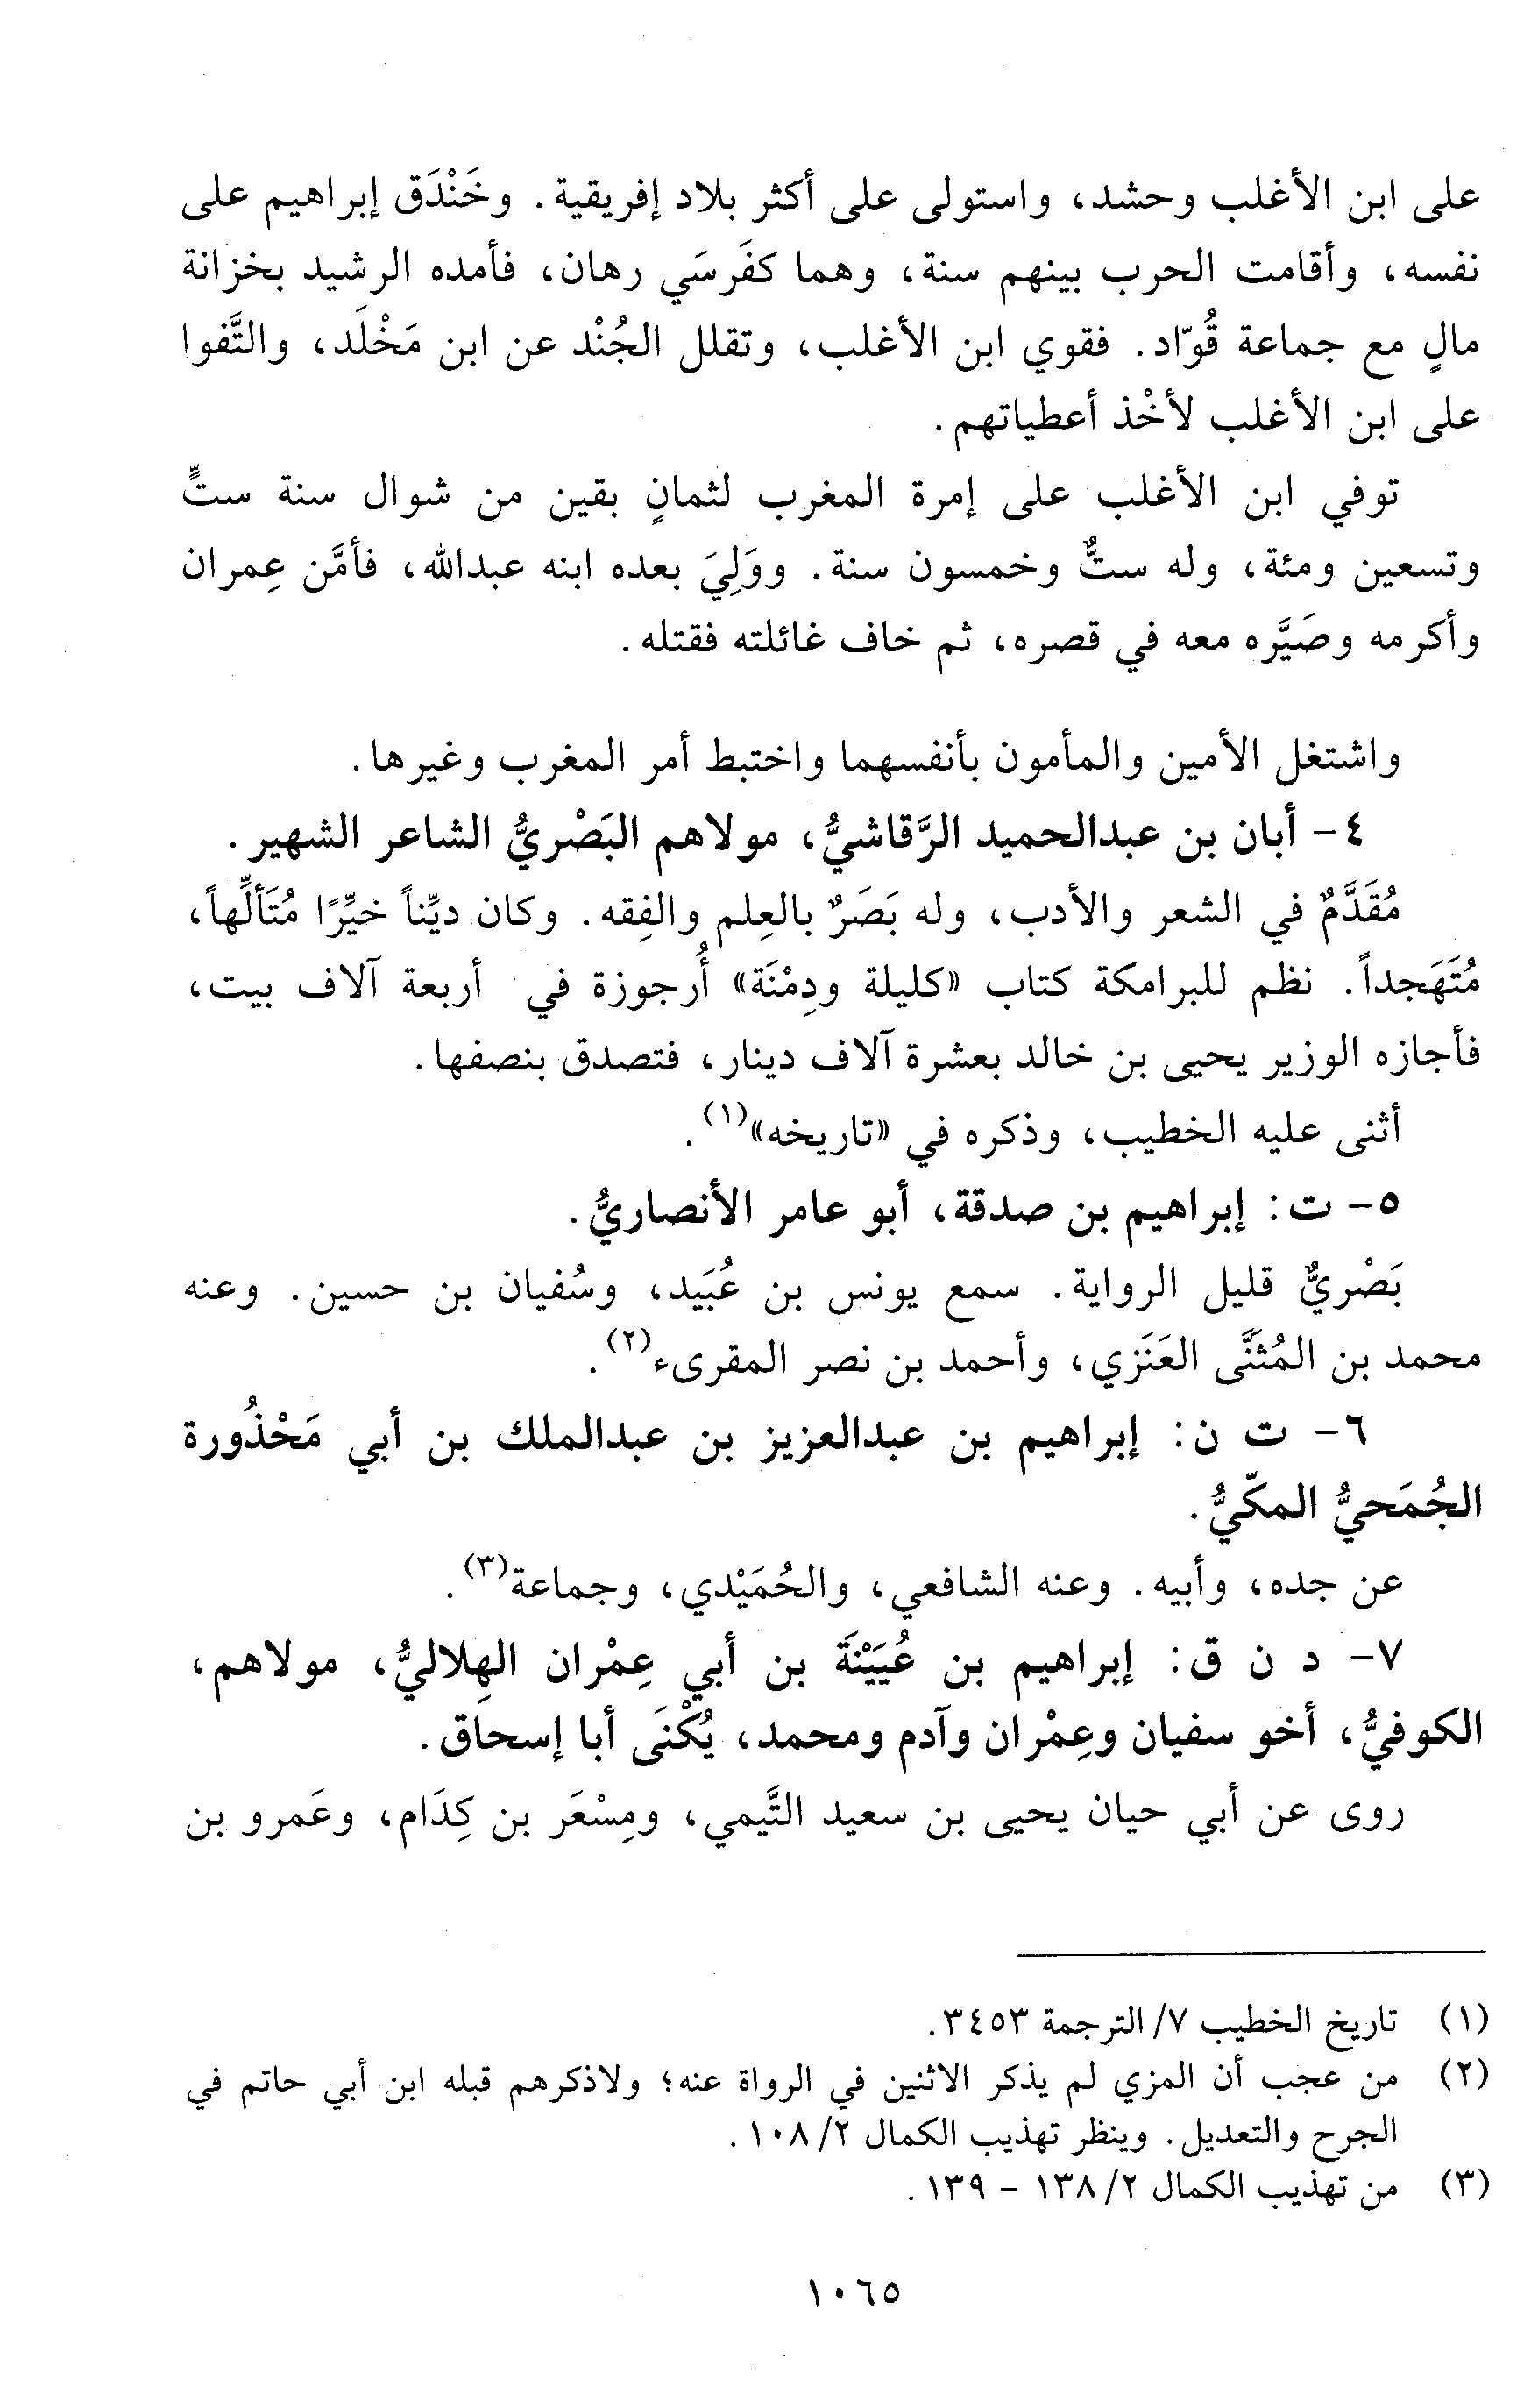 على ابن الأغلب وحشد، واستولى على أكثر بلاد إفريقية. وخَنْدَق إبراهيم على
نفسه، وأقامت الحرب بينهم سنة، وهما كفَرسَي رهان، فأمده الرشيد بخزانة
مالٍ مع جماعة قُوّاد. فقوي ابن الأغلب، وتقلل الجُنْد عن ابن مَخْلَد، والتَّفوا
على ابن الأغلب لأخْذ أعطياتهم.
توفي ابن الأغلب على إمرة المغرب لثمانٍ بقين من شوال سنة ستٍّ
وتسعين ومئة، وله ستٌّ وخمسون سنة. ووَلِيَ بعده ابنه عبدالله، فأمَّن عِمران
وأكرمه وصَيَّره معه في قصره، ثم خاف غائلته فقتله.
واشتغل الأمين والمأمون بأنفسهما واختبط أمر المغرب وغيرها.
٤- أبان بن عبدالحميد الرَّقاشيُّ، مولاهم البَصْريُّ الشاعر الشهير.
مُقَدَّمٌ في الشعر والأدب، وله بَصَرٌ بالعِلم والفِقه. وكان ديِّناً خيِّرًا مُتَألِّهاً،
مُتَهَجداً. نظم للبرامكة كتاب «كليلة ودِمْنَة» أُرجوزة في أربعة آلاف بيت،
فأجازه الوزير يحيى بن خالد بعشرة آلاف دينار، فتصدق بنصفها.
أثنى عليه الخطيب، وذكره في «تاريخه»(١).
٥- ت: إبراهيم بن صدقة، أبو عامر الأنصاريُّ.
بَصْريٌّ قليل الرواية. سمع يونس بن عُبَيد، وسُفيان بن حسين. وعنه
محمد بن المُثنَّى العَنَزي، وأحمد بن نصر المقرىء(٢).
٦- ت ن: إبراهيم بن عبدالعزيز بن عبدالملك بن أبي مَحْذُورة
الجُمَحيُّ المكّيُّ.
عن جده، وأبيه. وعنه الشافعي، والحُمَيْدي، وجماعة(٣).
٧- د ن ق: إبراهيم بن عُيَيْنَة بن أبي عِمْران الهِلاليُّ، مولاهم،
الكوفيُّ، أخو سفيان وعِمْران وآدم ومحمد، يُكْنَى أبا إسحاق.
روى عن أبي حيان يحيى بن سعيد التَّيمي، ومِسْعَر بن كِدَام، وعَمرو بن
(١) تاريخ الخطيب ٧/ الترجمة ٣٤٥٣.
(٢) من عجب أن المزي لم يذكر الاثنين في الرواة عنه؛ ولاذكرهم قبله ابن أبي حاتم في
الجرح والتعديل. وينظر تهذيب الكمال ٢/ ١٠٨.
(٣) من تهذيب الكمال ٢/ ١٣٨ - ١٣٩.
١٠٦٥